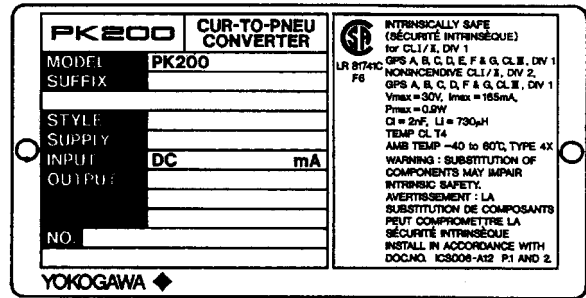 PK200
CUR-TO-PNEU
CONVERTER
MODEL PK200
SUFFIX
STYLE
SUPPLY
INPUT DC mA
OUTPUT
NO.
YOKOGAWA
LR 81741C
F6
INTRINSICALLY SAFE
(SÉCURITÉ INTRINSÈQUE)
for CL I / II, DIV 1
GPS A, B, C, D, E, F & G, CL III, DIV 1
NONINCENDIVE CL I / II, DIV 2,
GPS A, B, C, D, F & G, CL III, DIV 1
Vmax = 30V, Imax = 165mA,
Pmax = 0.9W
Ci = 2nF, Li = 730µH
TEMP CL T4
AMB TEMP -40 to 60°C, TYPE 4X
WARNING : SUBSTITUTION OF
COMPONENTS MAY IMPAIR
INTRINSIC SAFETY.
AVERTISSEMENT : LA
SUBSTITUTION DE COMPOSANTS
PEUT COMPROMETTRE LA
SÉCURITÉ INTRINSÈQUE
INSTALL IN ACCORDANCE WITH
DOC.NO. ICS006-A12 P.1 AND 2.